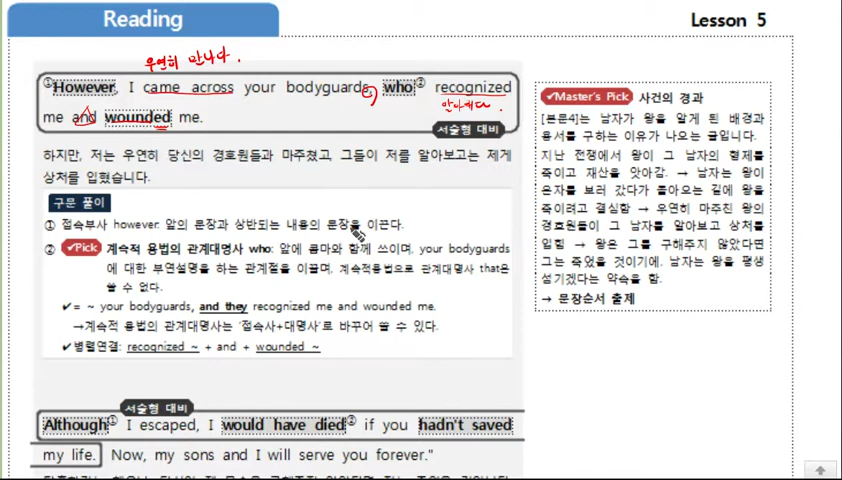 Reading
Lesson 5
우연히 만나다.
①However, I came across your bodyguards, who② recognized
알아채다.
me and wounded me.
서술형 대비
하지만, 저는 우연히 당신의 경호원들과 마주쳤고, 그들이 저를 알아보고는 제게
상처를 입혔습니다.
구문 풀이
① 접속부사 however: 앞의 문장과 상반되는 내용의 문장을 이끈다.
② ✔Pick 계속적 용법의 관계대명사 who: 앞에 콤마와 함께 쓰이며, your bodyguards
에 대한 부연설명을 하는 관계절을 이끌며, 계속적용법으로 관계대명사 that은
쓸 수 없다.
✔= ~ your bodyguards, and they recognized me and wounded me.
→계속적 용법의 관계대명사는 '접속사+대명사'로 바꾸어 쓸 수 있다.
✔병렬연결: recognized ~ + and + wounded ~
서술형 대비
Although① I escaped, I would have died② if you hadn't saved
my life. Now, my sons and I will serve you forever."
✔Master's Pick 사건의 경과
[본문4]는 남자가 왕을 알게 된 배경과
용서를 구하는 이유가 나오는 글입니다.
지난 전쟁에서 왕이 그 남자의 형제를
죽이고 재산을 앗아감. → 남자는 왕이
은자를 보러 갔다가 돌아오는 길에 왕을
죽이려고 결심함 → 우연히 마주친 왕의
경호원들이 그 남자를 알아보고 상처를
입힘 → 왕은 그를 구해주지 않았다면
그는 죽었을 것이기에, 남자는 왕을 평생
섬기겠다는 약속을 함.
→ 문장순서 출제